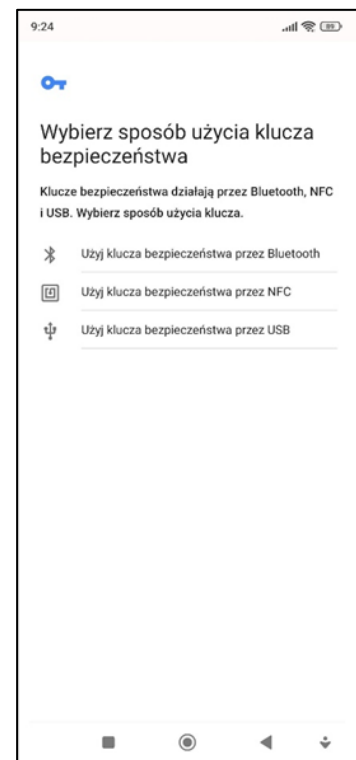 9:24
89
Wybierz sposób użycia klucza
bezpieczeństwa
Klucze bezpieczeństwa działają przez Bluetooth, NFC
i USB. Wybierz sposób użycia klucza.
Użyj klucza bezpieczeństwa przez Bluetooth
Użyj klucza bezpieczeństwa przez NFC
Użyj klucza bezpieczeństwa przez USB